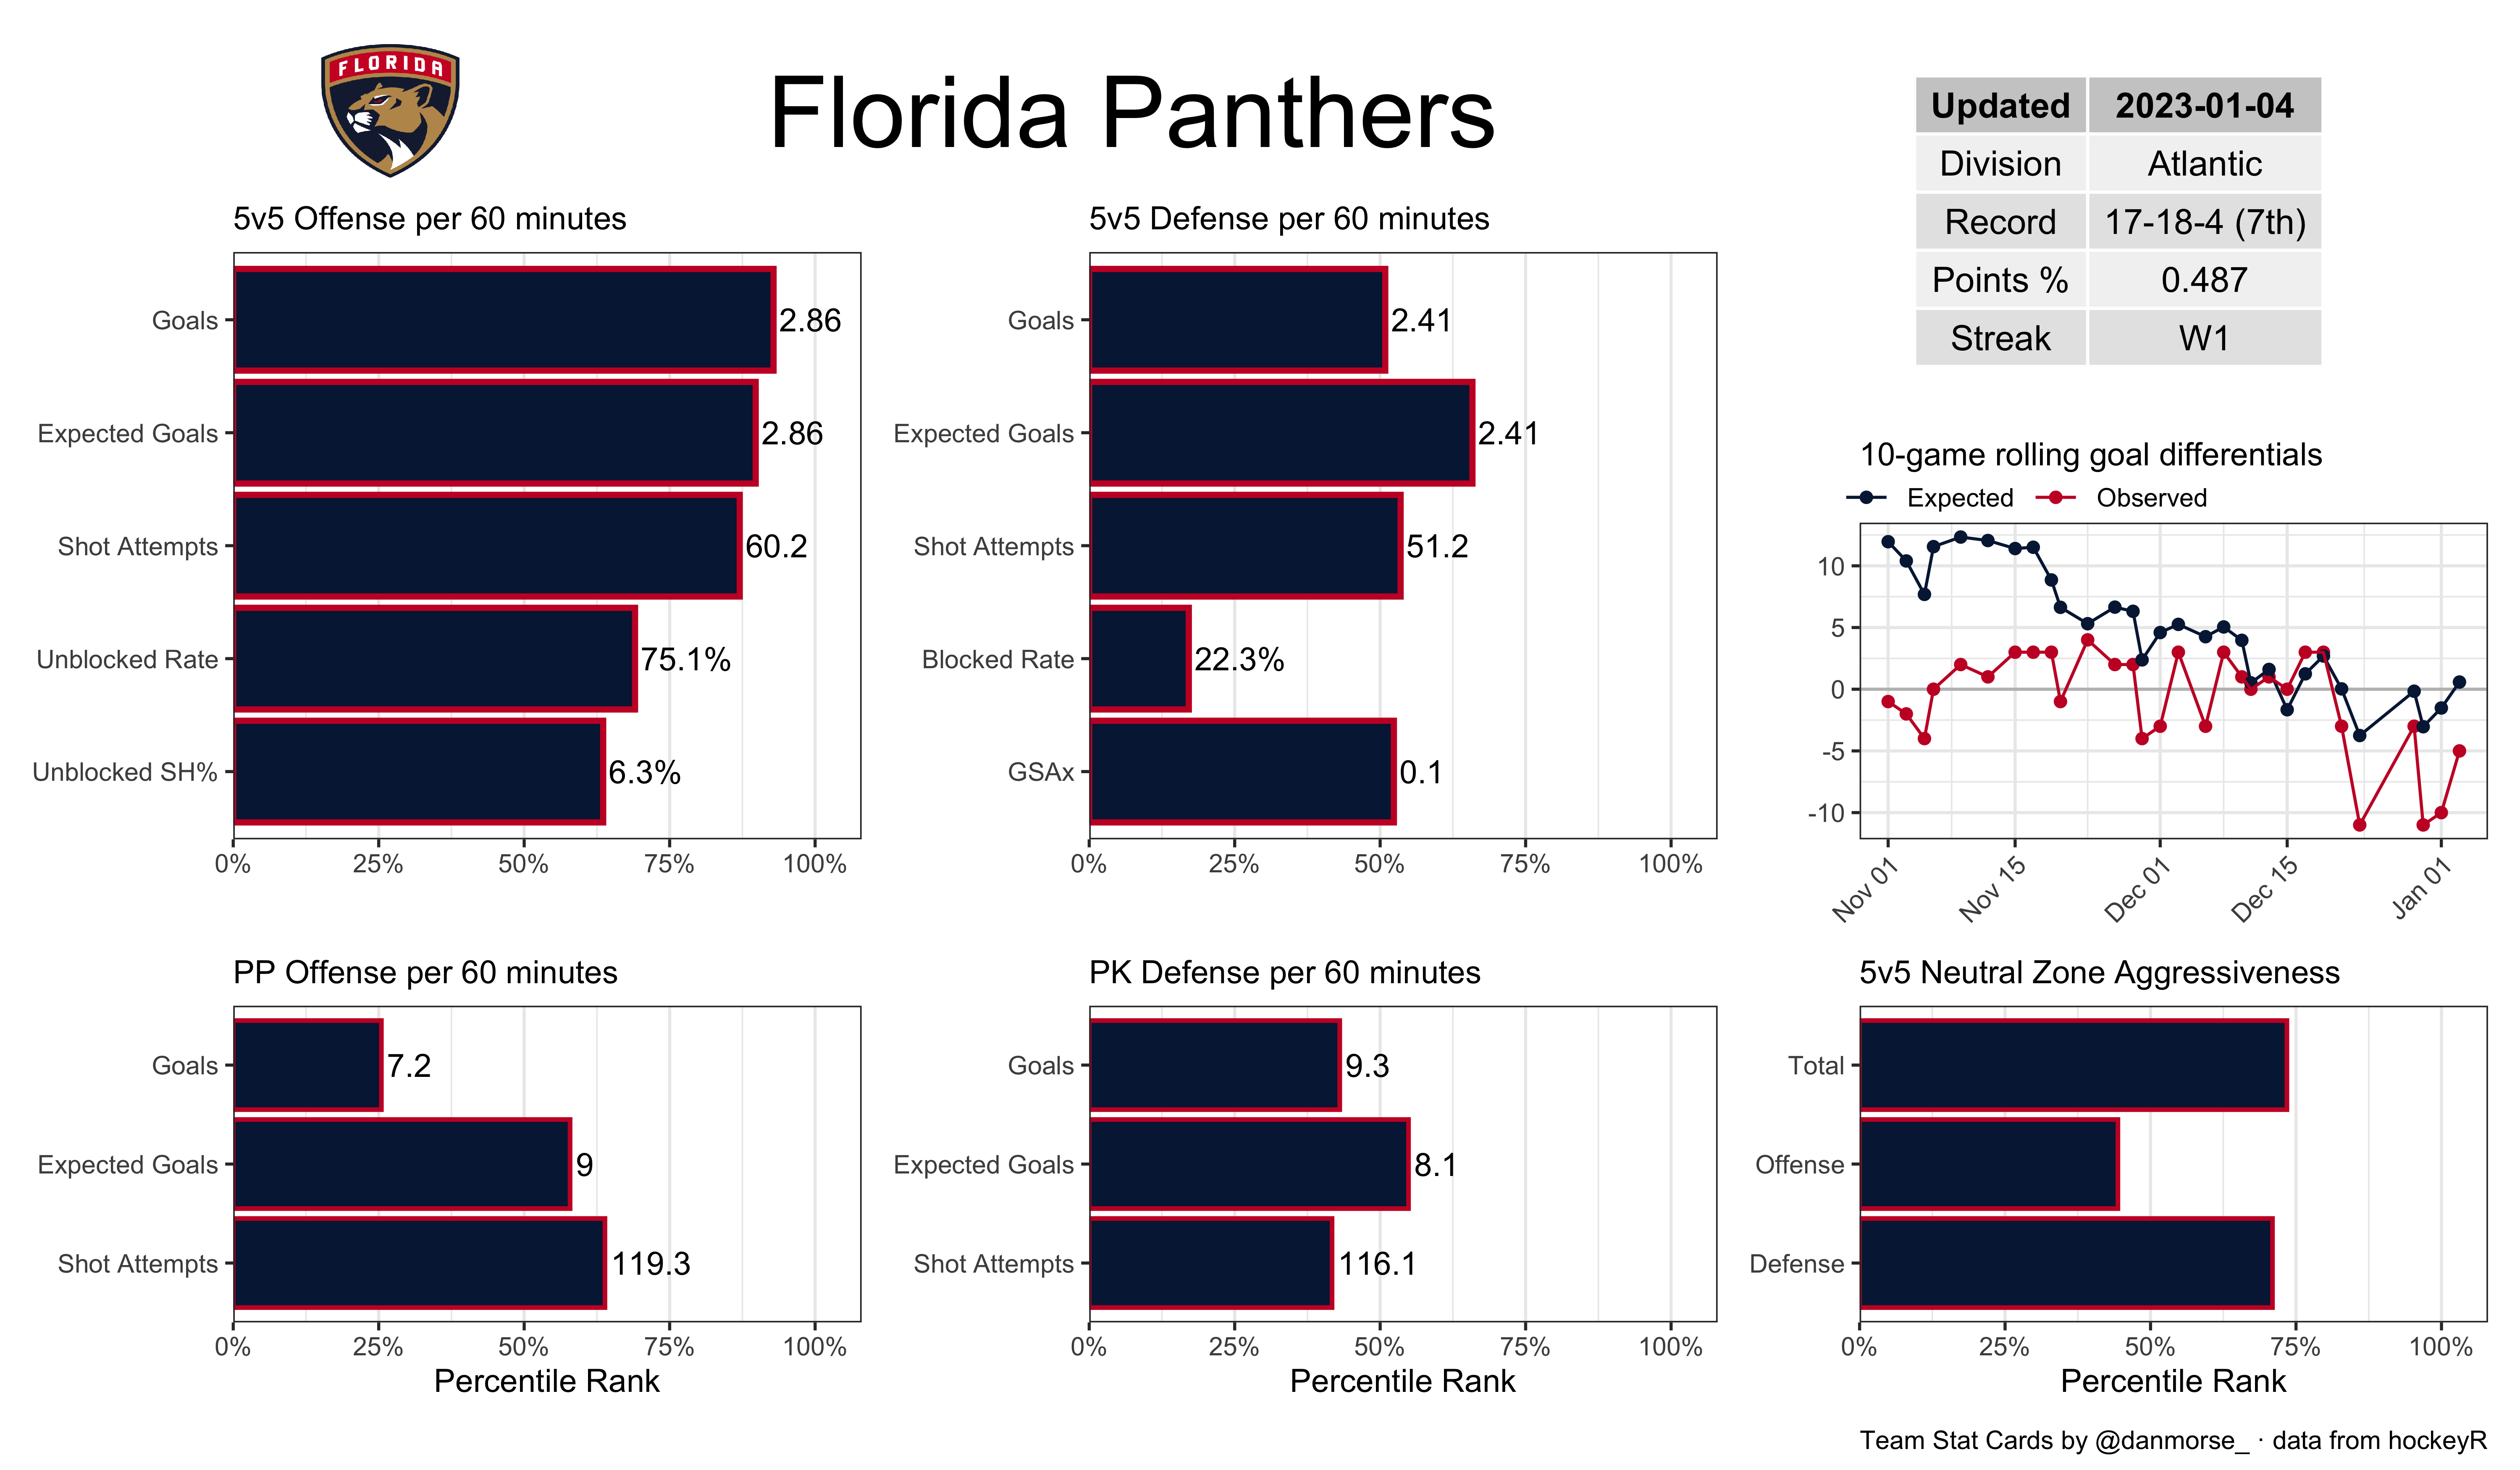 FLORIDA
Florida Panthers
Updated 2023-01-04
Division Atlantic
Record 17-18-4 (7th)
Points % 0.487
Streak W1
5v5 Offense per 60 minutes
Goals 2.86
Expected Goals 2.86
Shot Attempts 60.2
Unblocked Rate 75.1%
Unblocked SH% 6.3%
0% 25% 50% 75% 100%
5v5 Defense per 60 minutes
Goals 2.41
Expected Goals 2.41
Shot Attempts 51.2
Blocked Rate 22.3%
GSAx 0.1
0% 25% 50% 75% 100%
10-game rolling goal differentials
Expected Observed
10
5
0
-5
-10
Nov 01 Nov 15 Dec 01 Dec 15 Jan 01
PP Offense per 60 minutes
Goals 7.2
Expected Goals 9
Shot Attempts 119.3
0% 25% 50% 75% 100%
Percentile Rank
PK Defense per 60 minutes
Goals 9.3
Expected Goals 8.1
Shot Attempts 116.1
0% 25% 50% 75% 100%
Percentile Rank
5v5 Neutral Zone Aggressiveness
Total
Offense
Defense
0% 25% 50% 75% 100%
Percentile Rank
Team Stat Cards by @danmorse_ · data from hockeyR